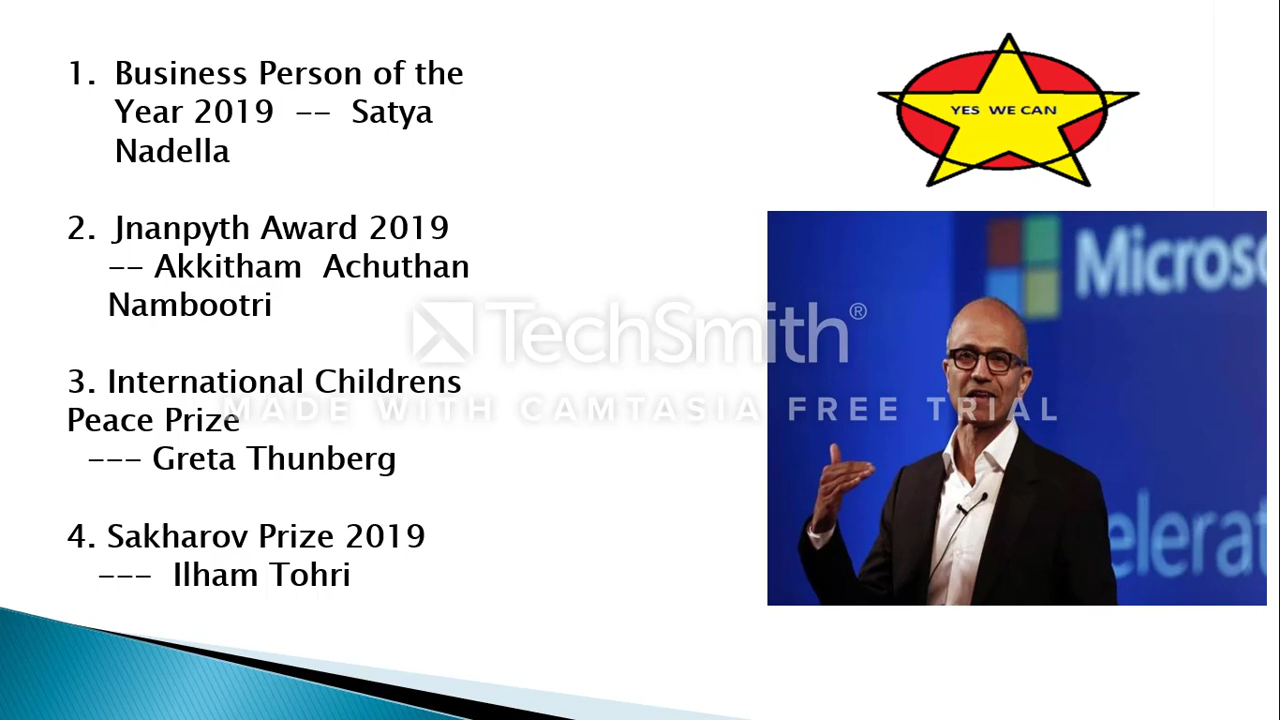 1. Business Person of the
Year 2019 -- Satya
Nadella
2. Jnanpyth Award 2019
-- Akkitham Achuthan
Nambootri
3. International Childrens
Peace Prize
--- Greta Thunberg
4. Sakharov Prize 2019
--- Ilham Tohri
YES WE CAN
Microso
elerat
TechSmith®
MADE WITH CAMTASIA FREE TRIAL